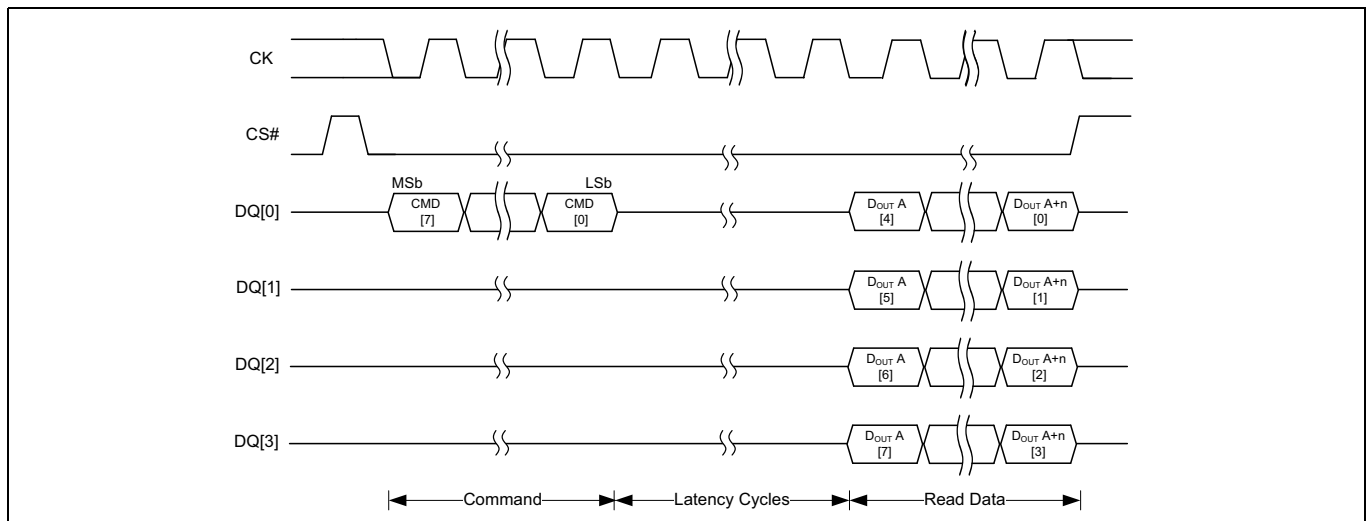 CK
CS#
MSb LSb
DQ[0] CMD [7] CMD [0] DOUT A [4] DOUT A+n [0]
DQ[1] DOUT A [5] DOUT A+n [1]
DQ[2] DOUT A [6] DOUT A+n [2]
DQ[3] DOUT A [7] DOUT A+n [3]
Command Latency Cycles Read Data